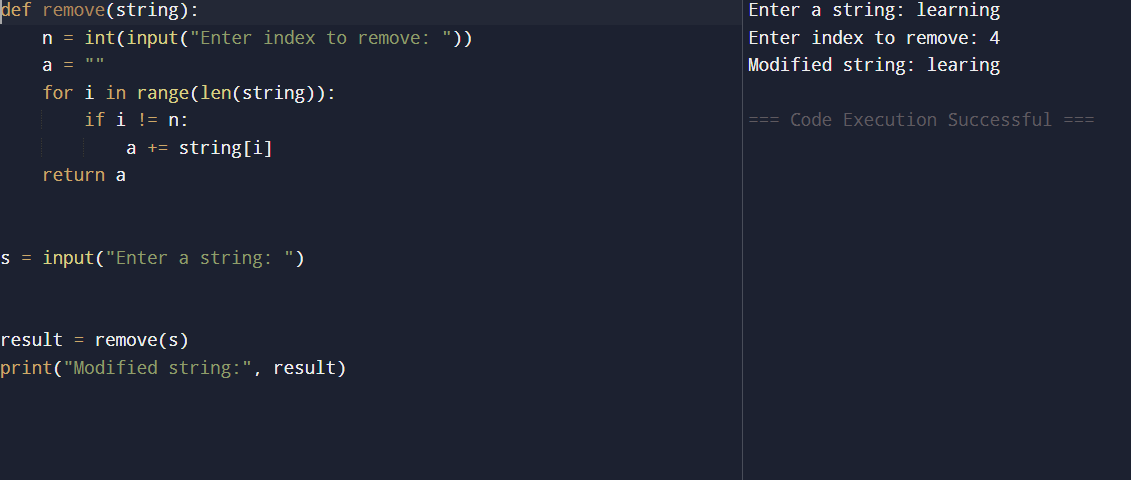 def remove(string):
    n = int(input("Enter index to remove: "))
    a = ""
    for i in range(len(string)):
        if i != n:
            a += string[i]
    return a
s = input("Enter a string: ")
result = remove(s)
print("Modified string:", result)
Enter a string: learning
Enter index to remove: 4
Modified string: learing
=== Code Execution Successful ===